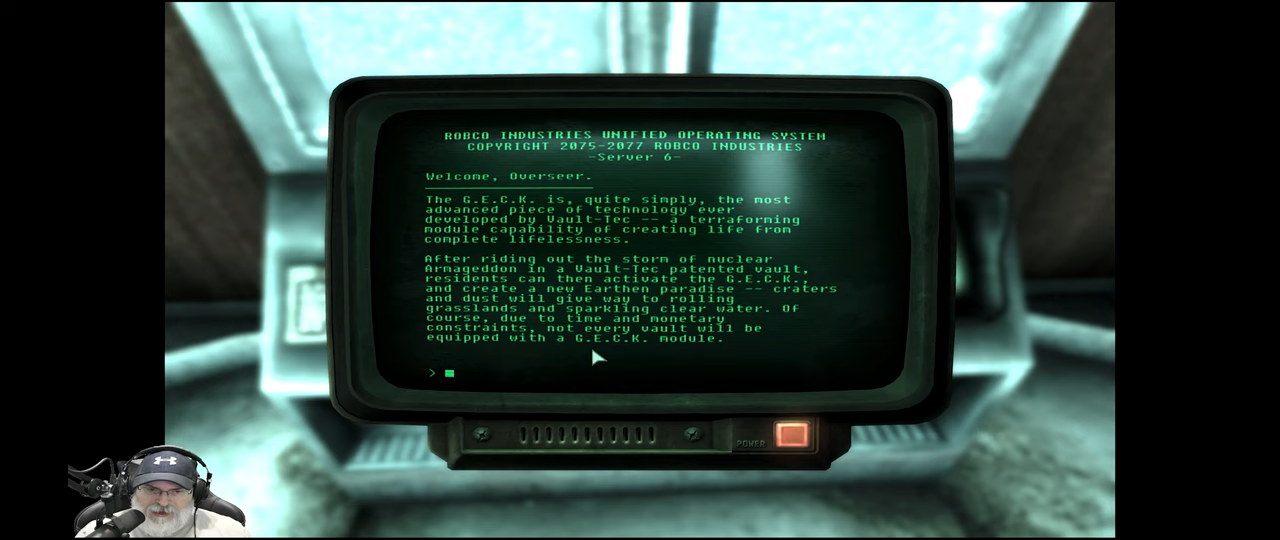 ROBCO INDUSTRIES UNIFIED OPERATING SYSTEM
COPYRIGHT 2075-2077 ROBCO INDUSTRIES
-Server 6-
Welcome, Overseer.
The G.E.C.K. is, quite simply, the most
advanced piece of technology ever
developed by Vault-Tec -- a terraforming
module capability of creating life from
complete lifelessness.
After riding out the storm of nuclear
Armageddon in a Vault-Tec patented vault,
residents can then activate the G.E.C.K.,
and create a new Earthen paradise -- craters
and dust will give way to rolling
grasslands and sparkling clear water. Of
course, due to time and monetary
constraints, not every vault will be
equipped with a G.E.C.K. module.
>
POWER